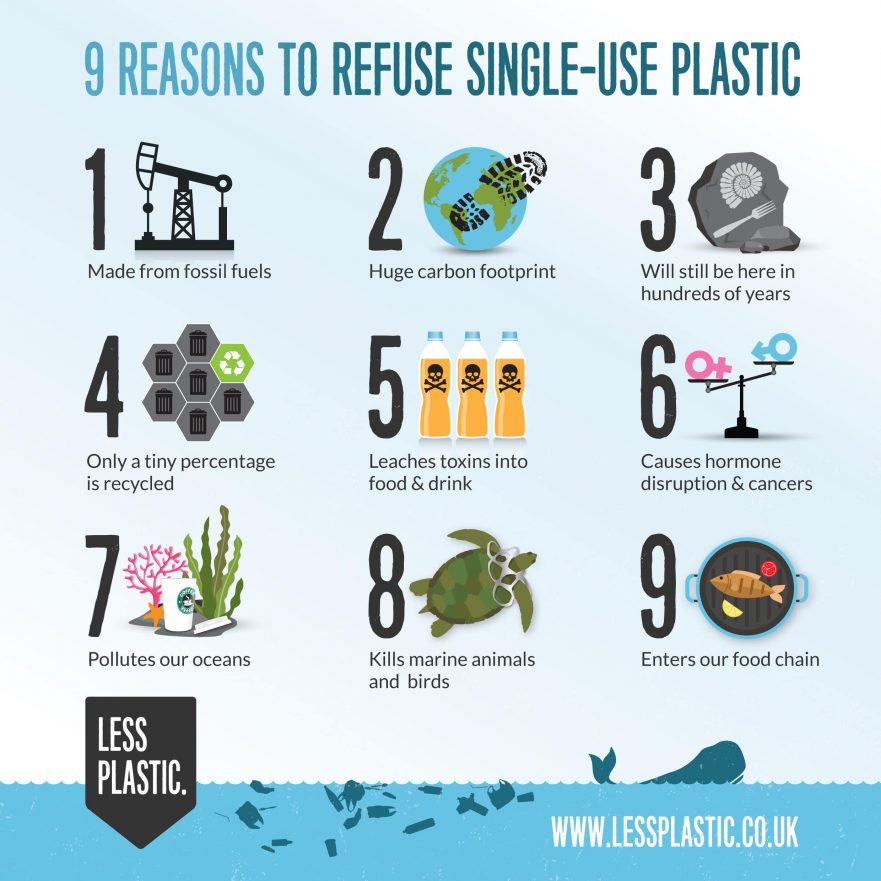 9 REASONS TO REFUSE SINGLE-USE PLASTIC
1
Made from fossil fuels
2
Huge carbon footprint
3
Will still be here in
hundreds of years
4
Only a tiny percentage
is recycled
5
Leaches toxins into
food & drink
6
Causes hormone
disruption & cancers
7
Pollutes our oceans
8
Kills marine animals
and birds
9
Enters our food chain
LESS
PLASTIC.
WWW.LESSPLASTIC.CO.UK